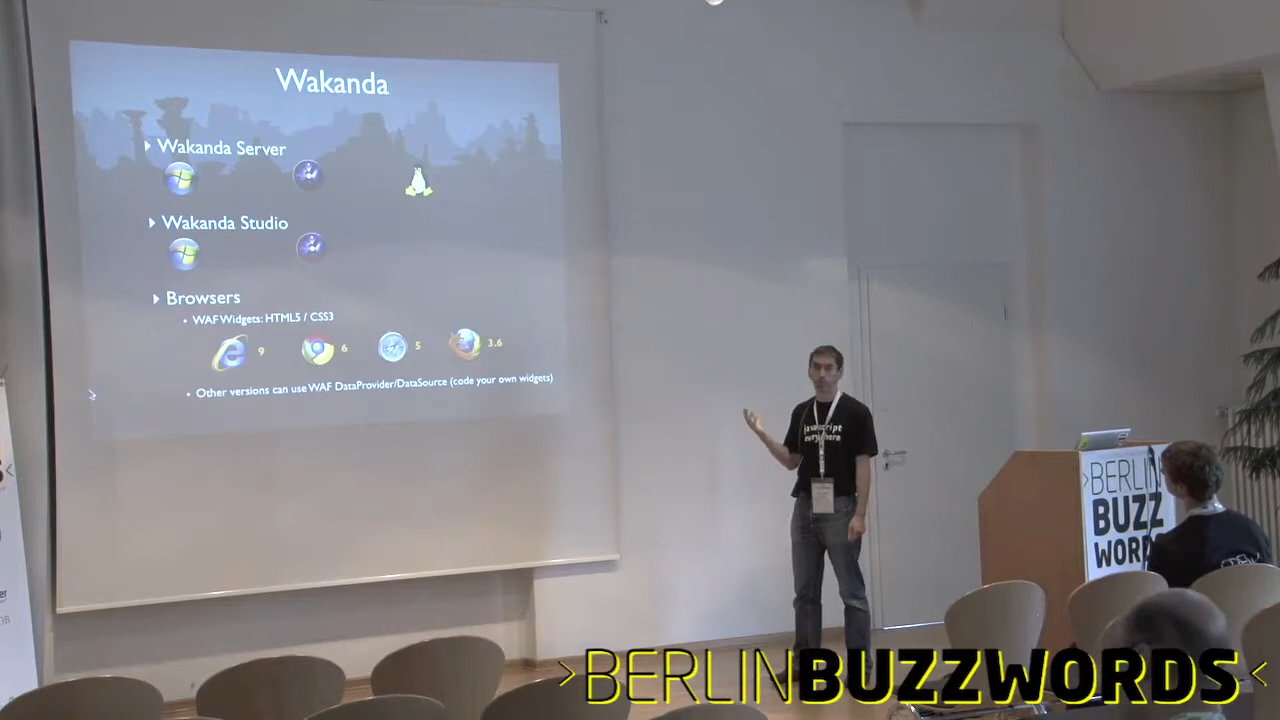 Wakanda
Wakanda Server
Wakanda Studio
Browsers
WAF Widgets: HTML5 / CSS3
9 6 5 3.6
Other versions can use WAF DataProvider/DataSource (code your own widgets)
javascript
everywhere
>BERLIN
BUZZ
WORDS
>BERLINBUZZWORDS<